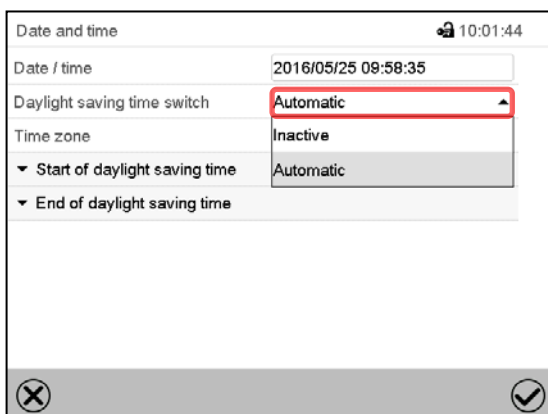 Date and time 10:01:44
Date / time 2016/05/25 09:58:35
Daylight saving time switch Automatic
Time zone Inactive
Start of daylight saving time Automatic
End of daylight saving time